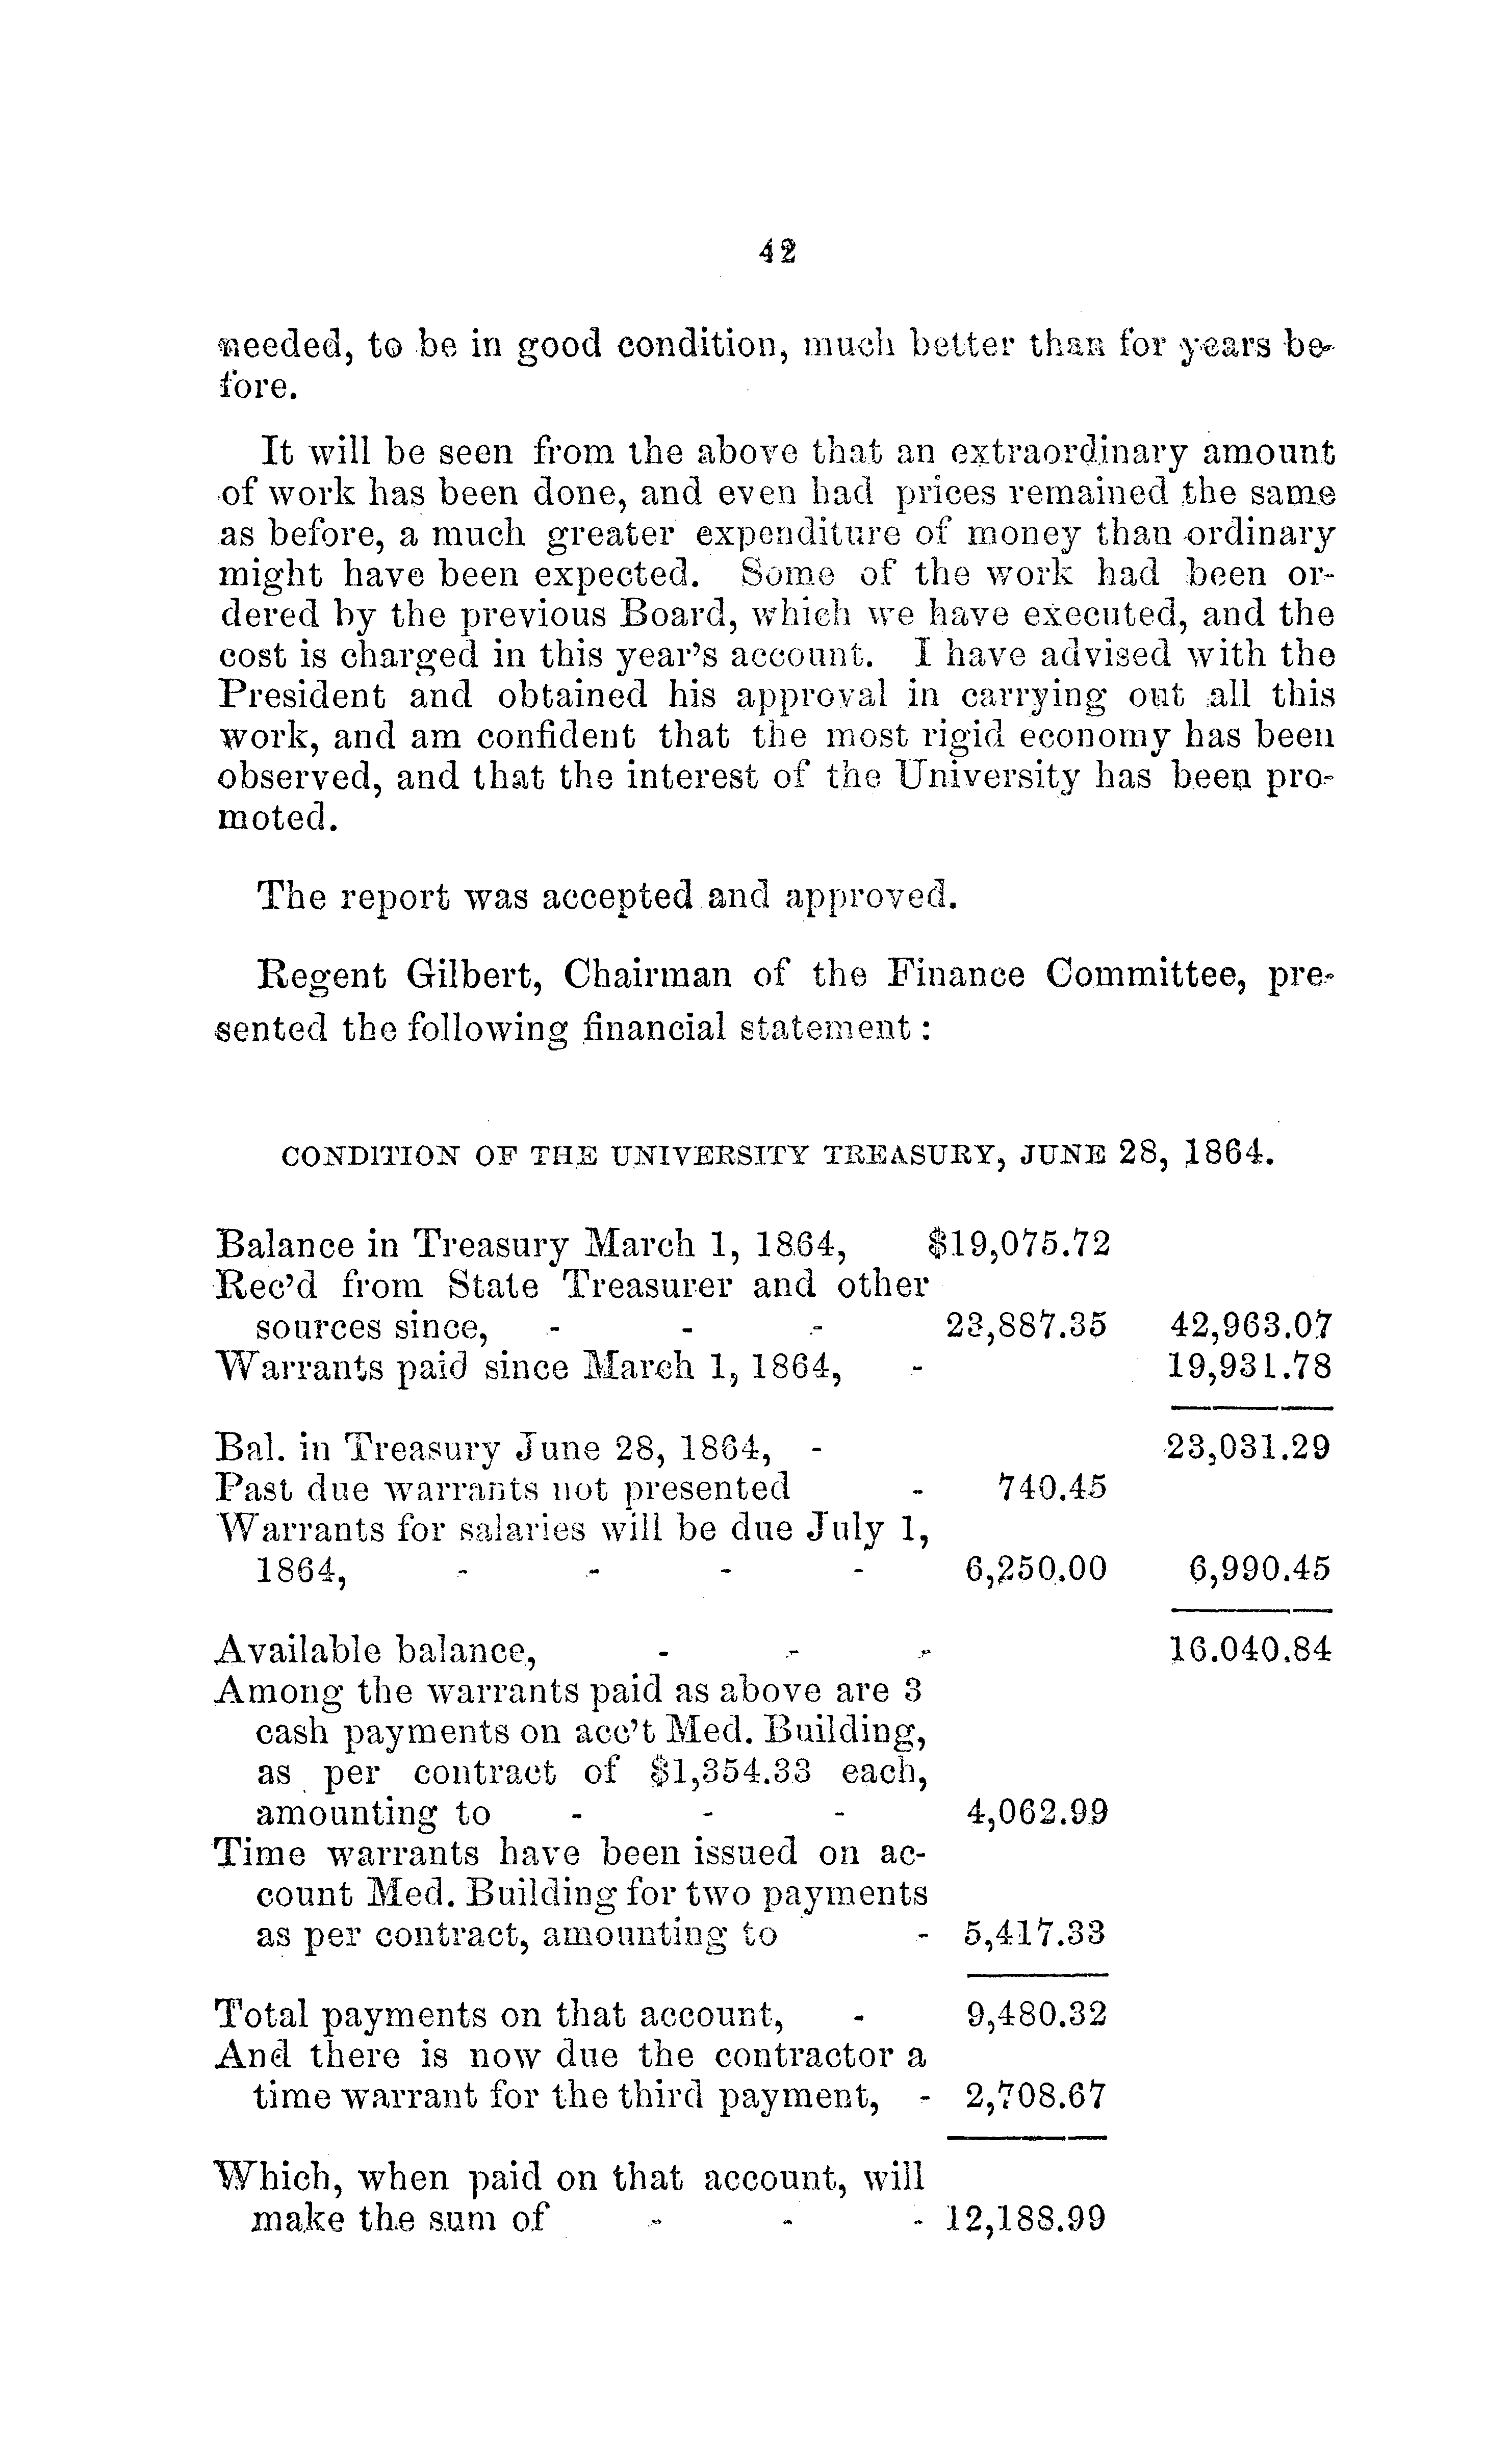 42
needed, to be in good condition, much better than for years be-
fore.
It will be seen from the above that an extraordinary amount
of work has been done, and even had prices remained the same
as before, a much greater expenditure of money than ordinary
might have been expected. Some of the work had been or-
dered by the previous Board, which we have executed, and the
cost is charged in this year's account. I have advised with the
President and obtained his approval in carrying out all this
work, and am confident that the most rigid economy has been
observed, and that the interest of the University has been pro-
moted.
The report was accepted and approved.
Regent Gilbert, Chairman of the Finance Committee, pre-
sented the following financial statement:
CONDITION OF THE UNIVERSITY TREASURY, JUNE 28, 1864.
Balance in Treasury March 1, 1864, $19,075.72
Rec'd from State Treasurer and other
sources since, - - - 23,887.35 42,963.07
Warrants paid since March 1, 1864, - 19,931.78
Bal. in Treasury June 28, 1864, - 23,031.29
Past due warrants not presented - 740.45
Warrants for salaries will be due July 1,
1864, - - - - 6,250.00 6,990.45
Available balance, - - - 16.040.84
Among the warrants paid as above are 3
cash payments on acc't Med. Building,
as per contract of $1,354.33 each,
amounting to - - - 4,062.99
Time warrants have been issued on ac-
count Med. Building for two payments
as per contract, amounting to - 5,417.33
Total payments on that account, - 9,480.32
And there is now due the contractor a
time warrant for the third payment, - 2,708.67
Which, when paid on that account, will
make the sum of - - - 12,188.99